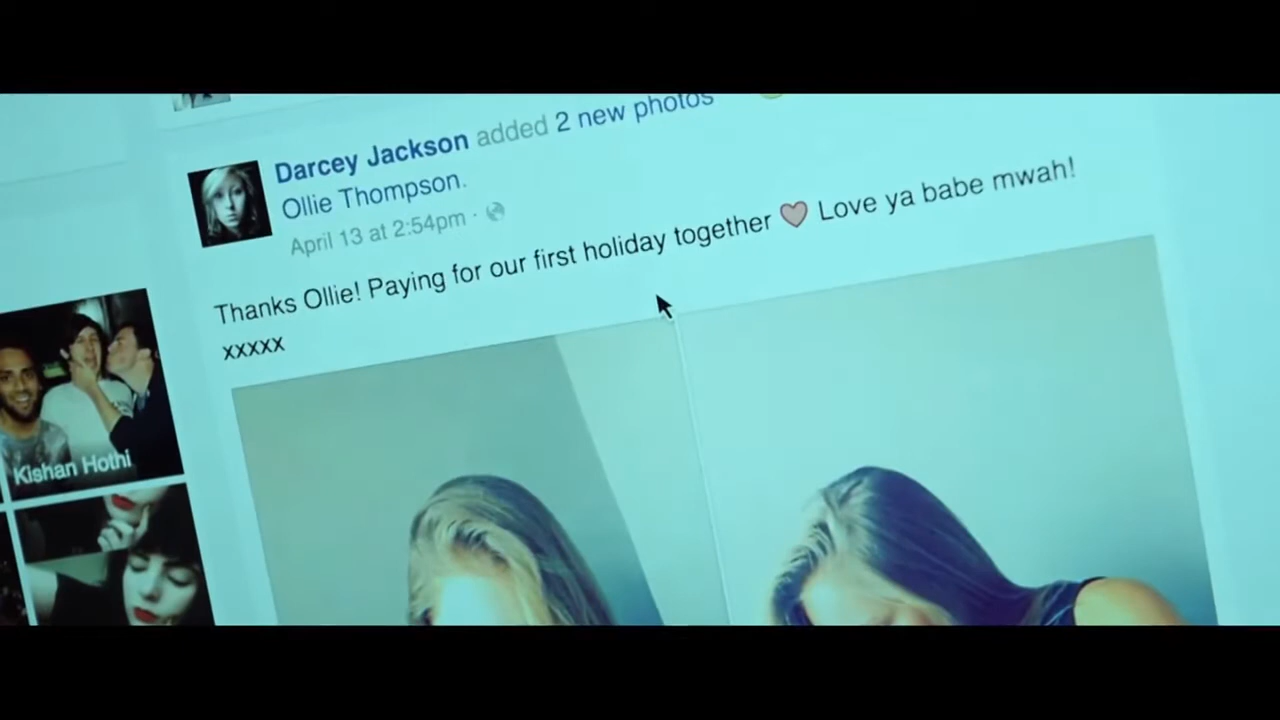 Darcey Jackson added 2 new photos
Ollie Thompson.
April 13 at 2:54pm ·
Thanks Ollie! Paying for our first holiday together Love ya babe mwah!
xxxxx
Kishan Hothi